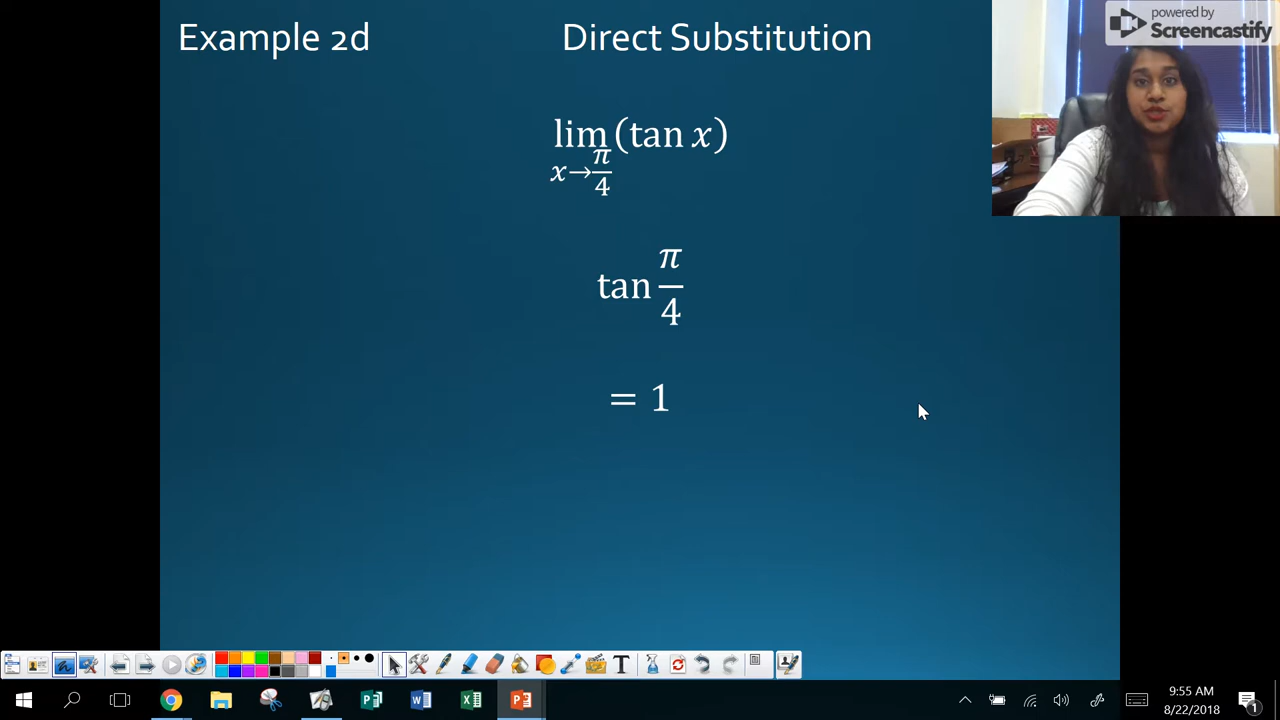 Example 2d
Direct Substitution
powered by
Screencastify
lim (tan x)
x→π/4
tan π/4
= 1
9:55 AM
8/22/2018
1